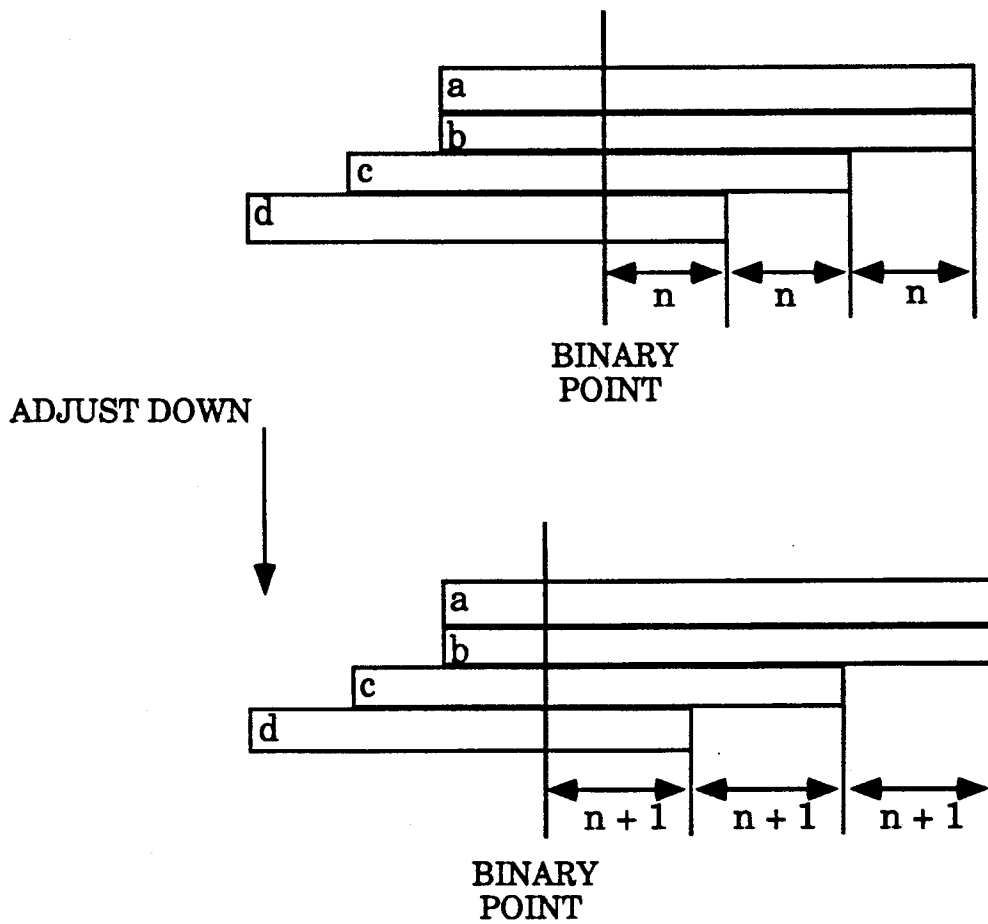 a
b
c
d
n n n
BINARY
POINT
ADJUST DOWN
a
b
c
d
n + 1 n + 1 n + 1
BINARY
POINT